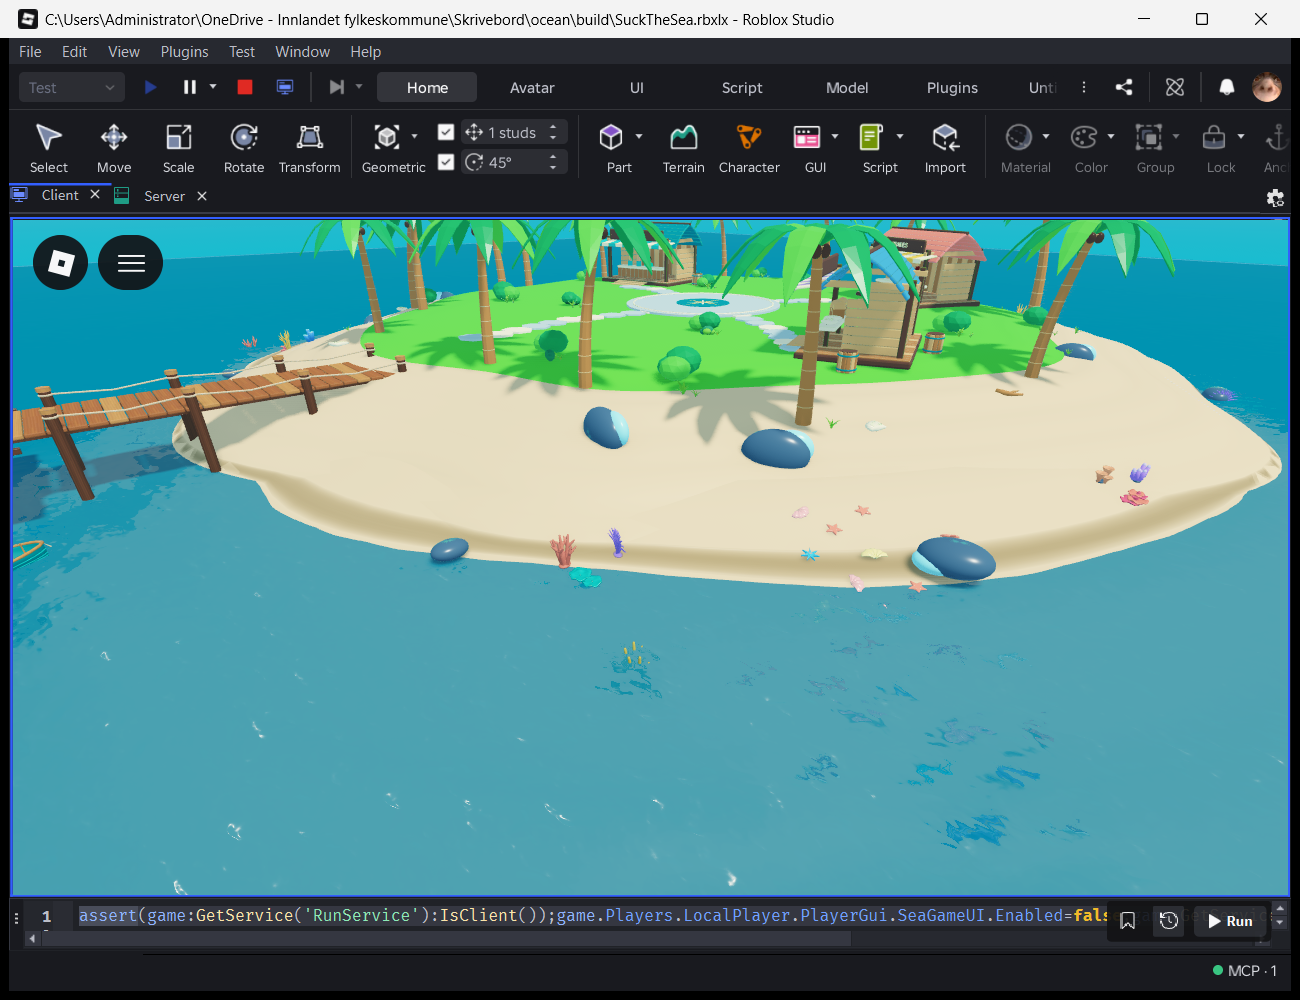 C:\Users\Administrator\OneDrive - Innlandet fylkeskommune\Skrivebord\ocean\build\SuckTheSea.rbxlx - Roblox Studio
File Edit View Plugins Test Window Help
Test Home Avatar UI Script Model Plugins Unti
1 studs
45°
Select Move Scale Rotate Transform Geometric Part Terrain Character GUI Script Import Material Color Group Lock Anc
Client Server
1 assert(game:GetService('RunService'):IsClient());game.Players.LocalPlayer.PlayerGui.SeaGameUI.Enabled=fals
Run
MCP · 1